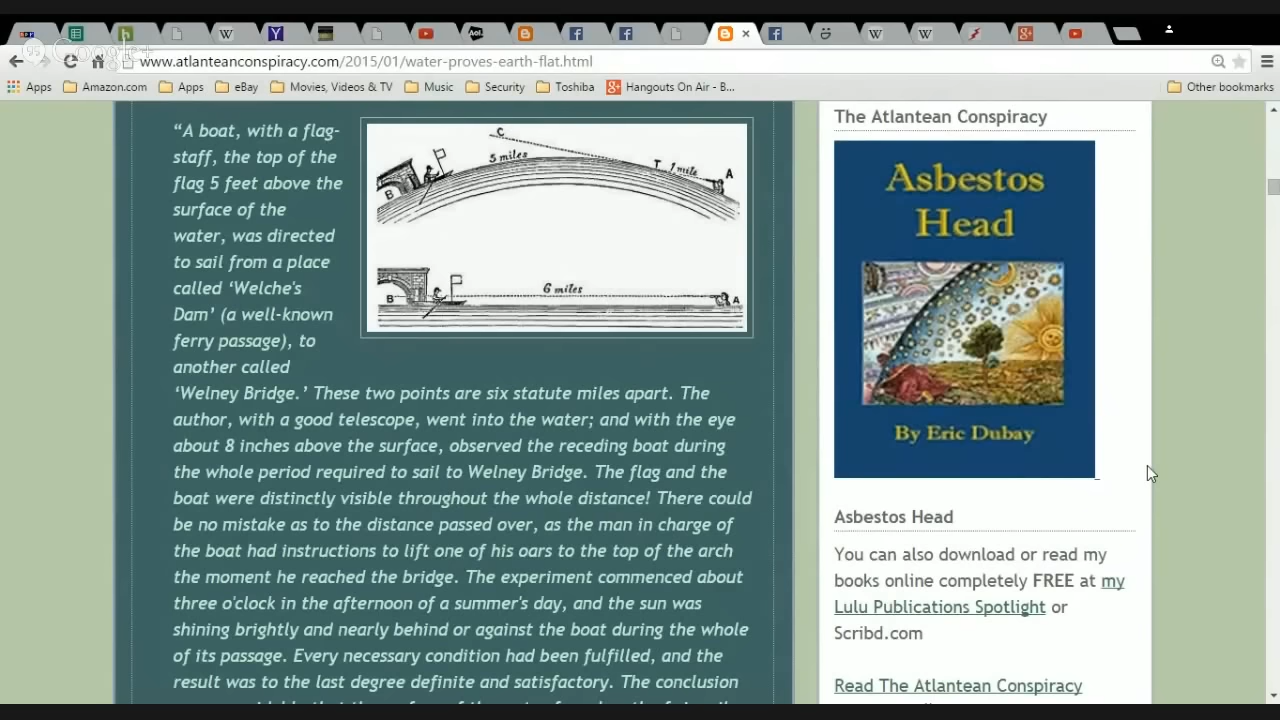 Google+
www.atlanteanconspiracy.com/2015/01/water-proves-earth-flat.html
Apps
Amazon.com
Apps
eBay
Movies, Videos & TV
Music
Security
Toshiba
Hangouts On Air - B...
Other bookmarks
“A boat, with a flag-
staff, the top of the
flag 5 feet above the
surface of the
water, was directed
to sail from a place
called ‘Welche's
Dam’ (a well-known
ferry passage), to
another called
‘Welney Bridge.’ These two points are six statute miles apart. The
author, with a good telescope, went into the water; and with the eye
about 8 inches above the surface, observed the receding boat during
the whole period required to sail to Welney Bridge. The flag and the
boat were distinctly visible throughout the whole distance! There could
be no mistake as to the distance passed over, as the man in charge of
the boat had instructions to lift one of his oars to the top of the arch
the moment he reached the bridge. The experiment commenced about
three o'clock in the afternoon of a summer's day, and the sun was
shining brightly and nearly behind or against the boat during the whole
of its passage. Every necessary condition had been fulfilled, and the
result was to the last degree definite and satisfactory. The conclusion
C
5 miles
T 1 mile
A
B
B
6 miles
A
The Atlantean Conspiracy
Asbestos
Head
By Eric Dubay
Asbestos Head
You can also download or read my
books online completely FREE at my
Lulu Publications Spotlight or
Scribd.com
Read The Atlantean Conspiracy